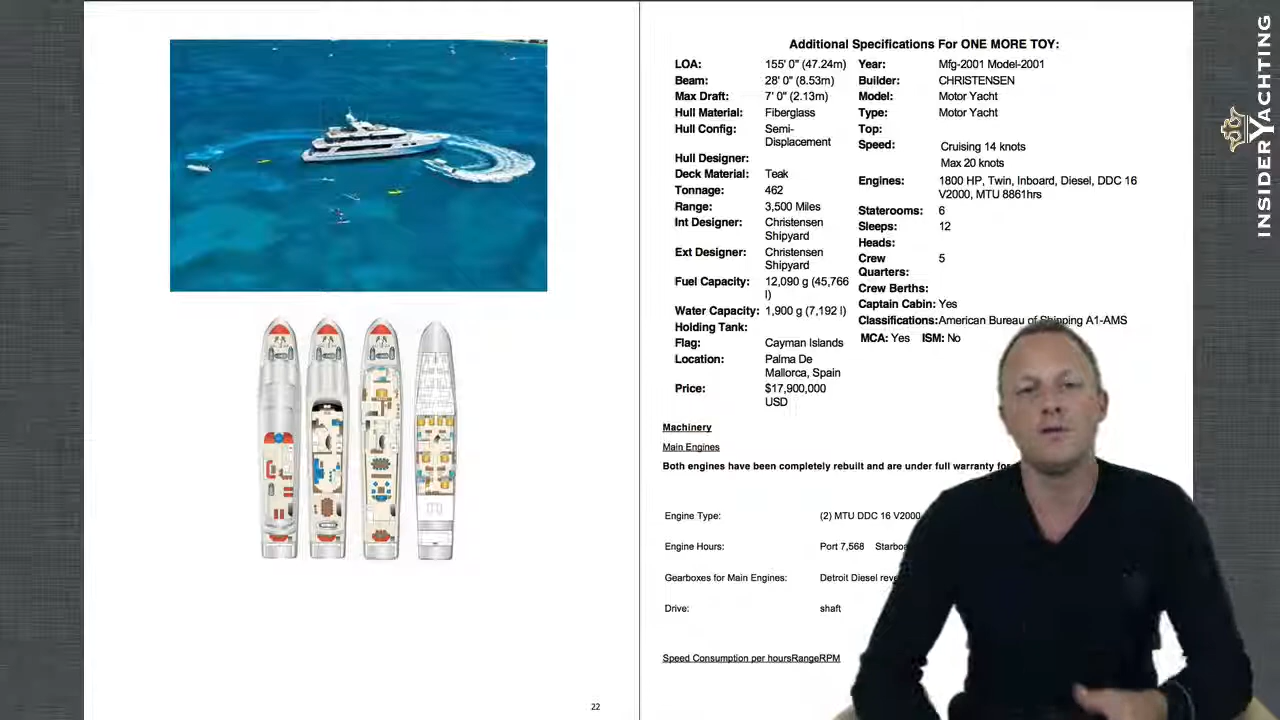 Additional Specifications For ONE MORE TOY:
LOA: 155' 0" (47.24m)
Beam: 28' 0" (8.53m)
Max Draft: 7' 0" (2.13m)
Hull Material: Fiberglass
Hull Config: Semi-
Displacement
Hull Designer:
Deck Material: Teak
Tonnage: 462
Range: 3,500 Miles
Int Designer: Christensen
Shipyard
Ext Designer: Christensen
Shipyard
Fuel Capacity: 12,090 g (45,766
l)
Water Capacity: 1,900 g (7,192 l)
Holding Tank:
Flag: Cayman Islands
Location: Palma De
Mallorca, Spain
Price: $17,900,000
USD
Year: Mfg-2001 Model-2001
Builder: CHRISTENSEN
Model: Motor Yacht
Type: Motor Yacht
Top:
Speed: Cruising 14 knots
Max 20 knots
Engines: 1800 HP, Twin, Inboard, Diesel, DDC 16
V2000, MTU 8861hrs
Staterooms: 6
Sleeps: 12
Heads:
Crew 5
Quarters:
Crew Berths:
Captain Cabin: Yes
Classifications: American Bureau of Shipping A1-AMS
MCA: Yes ISM: No
Machinery
Main Engines
Both engines have been completely rebuilt and are under full warranty for
Engine Type: (2) MTU DDC 16 V2000
Engine Hours: Port 7,568
Gearboxes for Main Engines: Detroit Diesel
Drive: shaft
Speed Consumption per hoursRangeRPM
22
INSIDER YACHTING